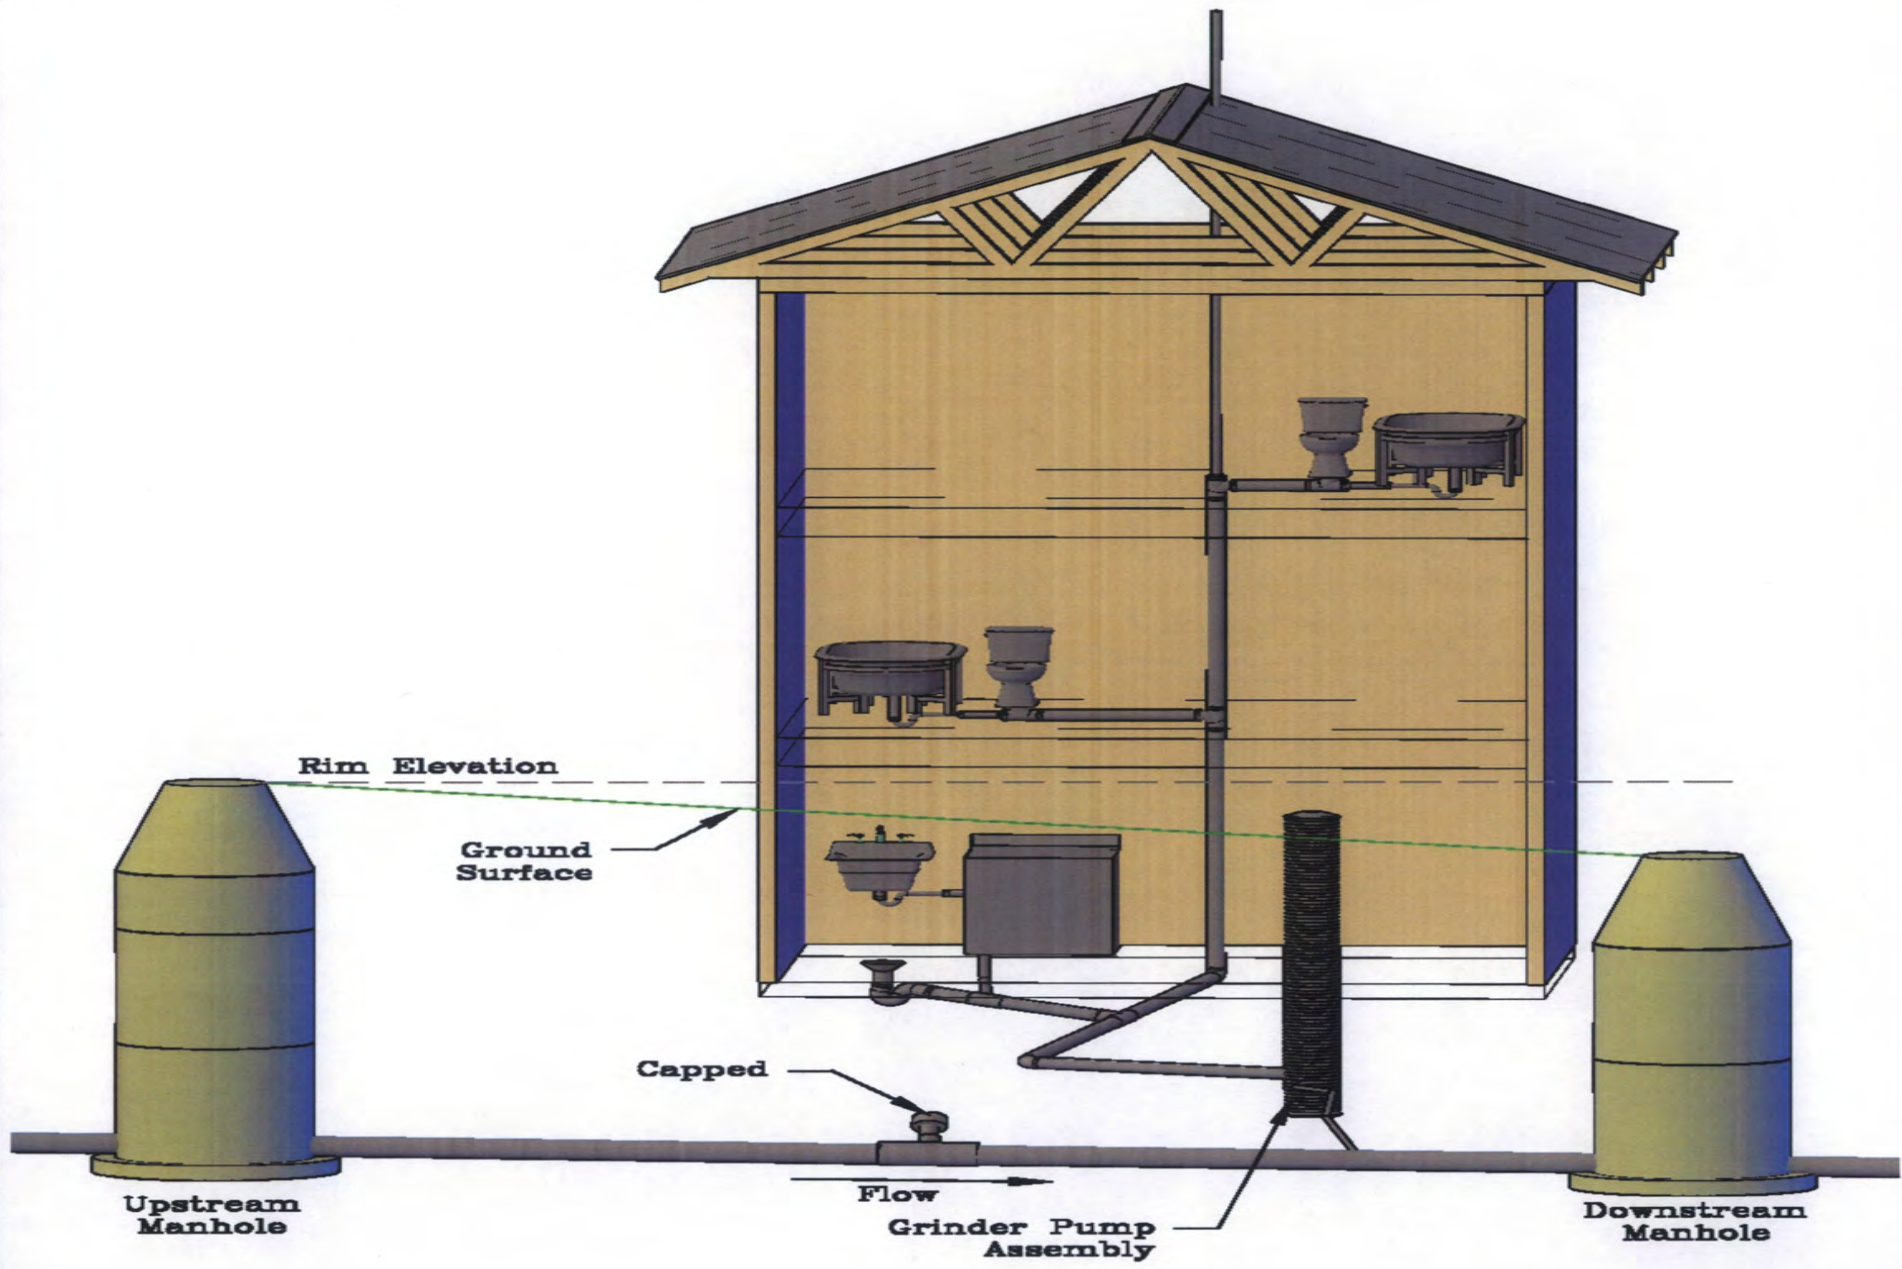 Rim Elevation
Ground
Surface
Capped
Flow
Upstream
Manhole
Grinder Pump
Assembly
Downstream
Manhole